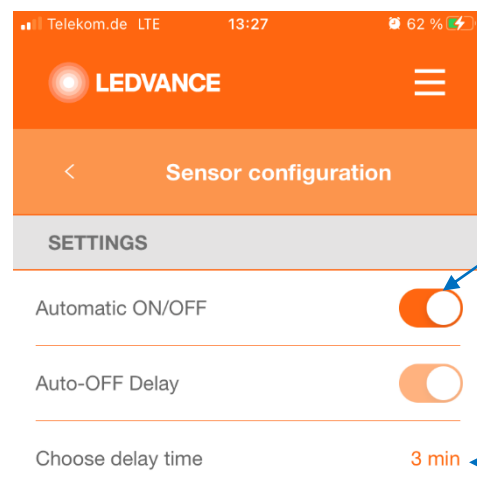 Telekom.de LTE 13:27 62 %
LEDVANCE
< Sensor configuration
SETTINGS
Automatic ON/OFF
Auto-OFF Delay
Choose delay time 3 min